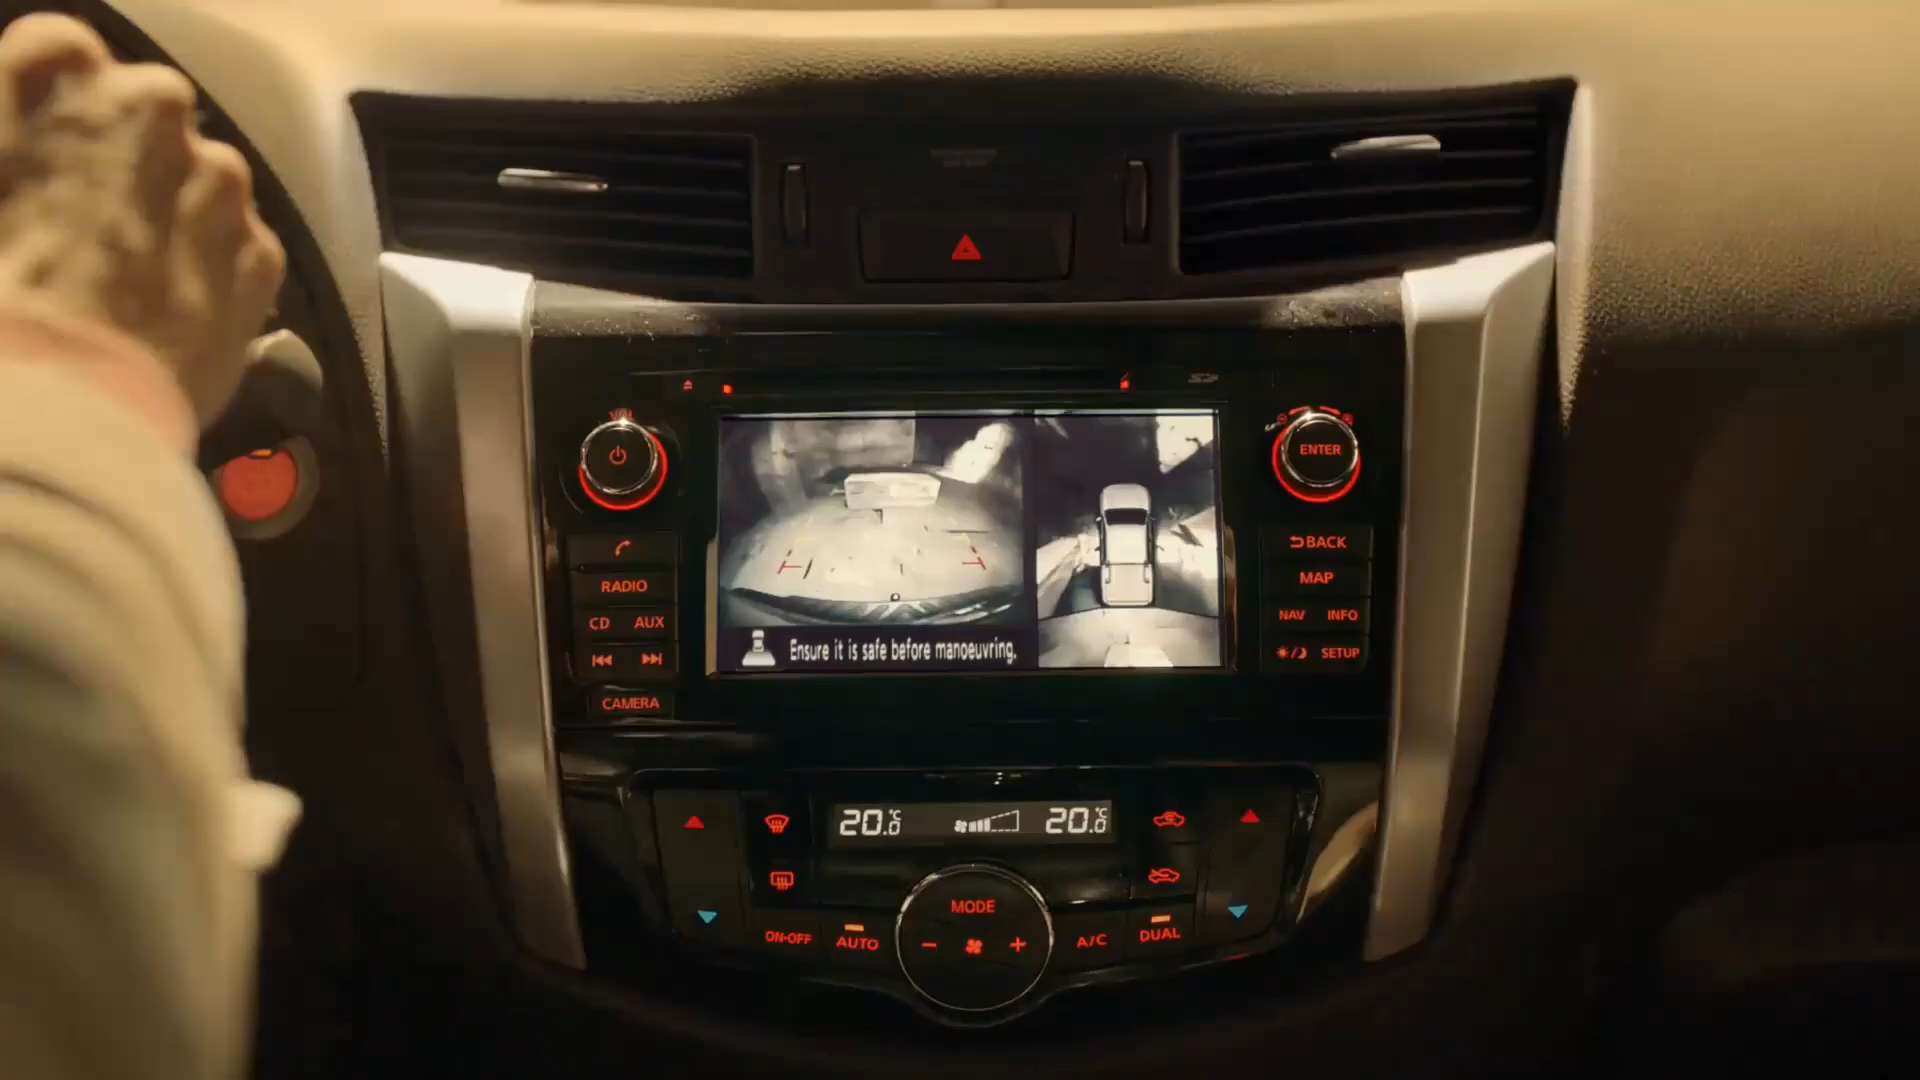 VOL
ENTER
RADIO
CD AUX
CAMERA
BACK
MAP
NAV INFO
SETUP
Ensure it is safe before manoeuvring.
20.0°C 20.0°C
MODE
ON·OFF AUTO − + A/C DUAL